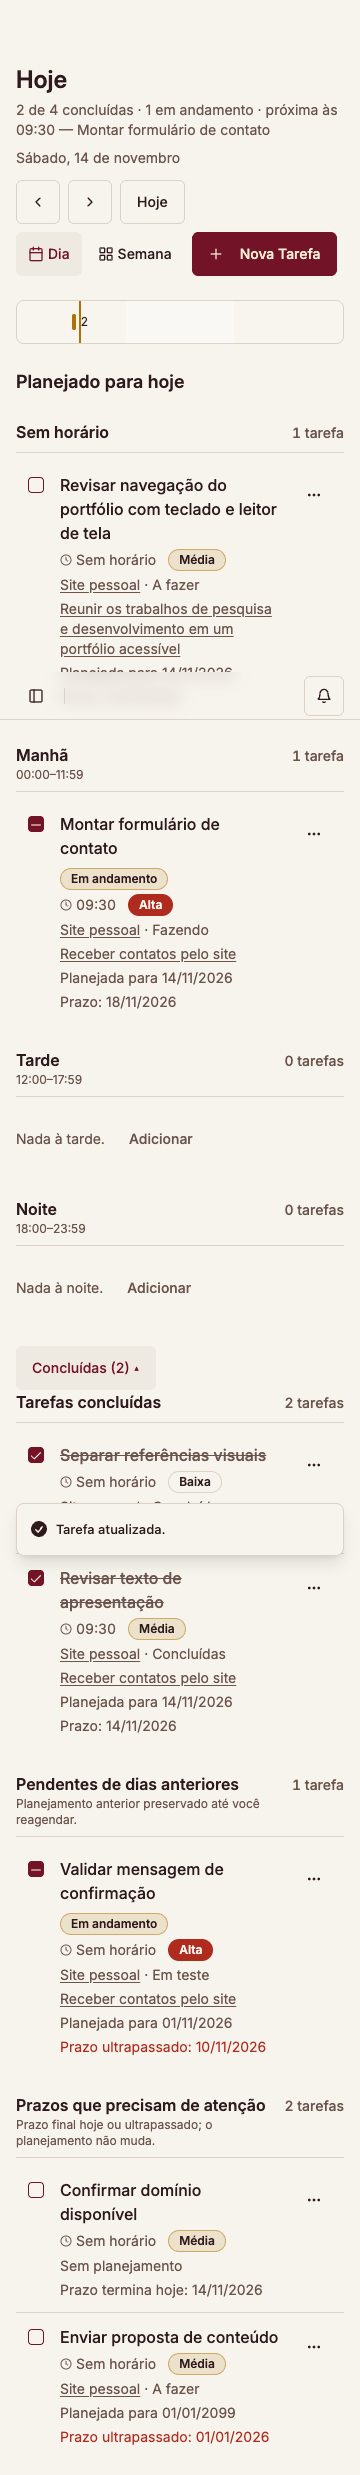 Hoje
2 de 4 concluídas · 1 em andamento · próxima às
09:30 — Montar formulário de contato
Sábado, 14 de novembro
Hoje
Dia
Semana
Nova Tarefa
2
Planejado para hoje
Sem horário
1 tarefa
Revisar navegação do
portfólio com teclado e leitor
de tela
Sem horário
Média
Site pessoal · A fazer
Reunir os trabalhos de pesquisa
e desenvolvimento em um
portfólio acessível
Planejada para 14/11/2026
Manhã
1 tarefa
00:00–11:59
Montar formulário de
contato
Em andamento
09:30
Alta
Site pessoal · Fazendo
Receber contatos pelo site
Planejada para 14/11/2026
Prazo: 18/11/2026
Tarde
0 tarefas
12:00–17:59
Nada à tarde.
Adicionar
Noite
0 tarefas
18:00–23:59
Nada à noite.
Adicionar
Concluídas (2)
Tarefas concluídas
2 tarefas
Separar referências visuais
Sem horário
Baixa
Tarefa atualizada.
Revisar texto de
apresentação
09:30
Média
Site pessoal · Concluídas
Receber contatos pelo site
Planejada para 14/11/2026
Prazo: 14/11/2026
Pendentes de dias anteriores
1 tarefa
Planejamento anterior preservado até você
reagendar.
Validar mensagem de
confirmação
Em andamento
Sem horário
Alta
Site pessoal · Em teste
Receber contatos pelo site
Planejada para 01/11/2026
Prazo ultrapassado: 10/11/2026
Prazos que precisam de atenção
2 tarefas
Prazo final hoje ou ultrapassado; o
planejamento não muda.
Confirmar domínio
disponível
Sem horário
Média
Sem planejamento
Prazo termina hoje: 14/11/2026
Enviar proposta de conteúdo
Sem horário
Média
Site pessoal · A fazer
Planejada para 01/01/2099
Prazo ultrapassado: 01/01/2026